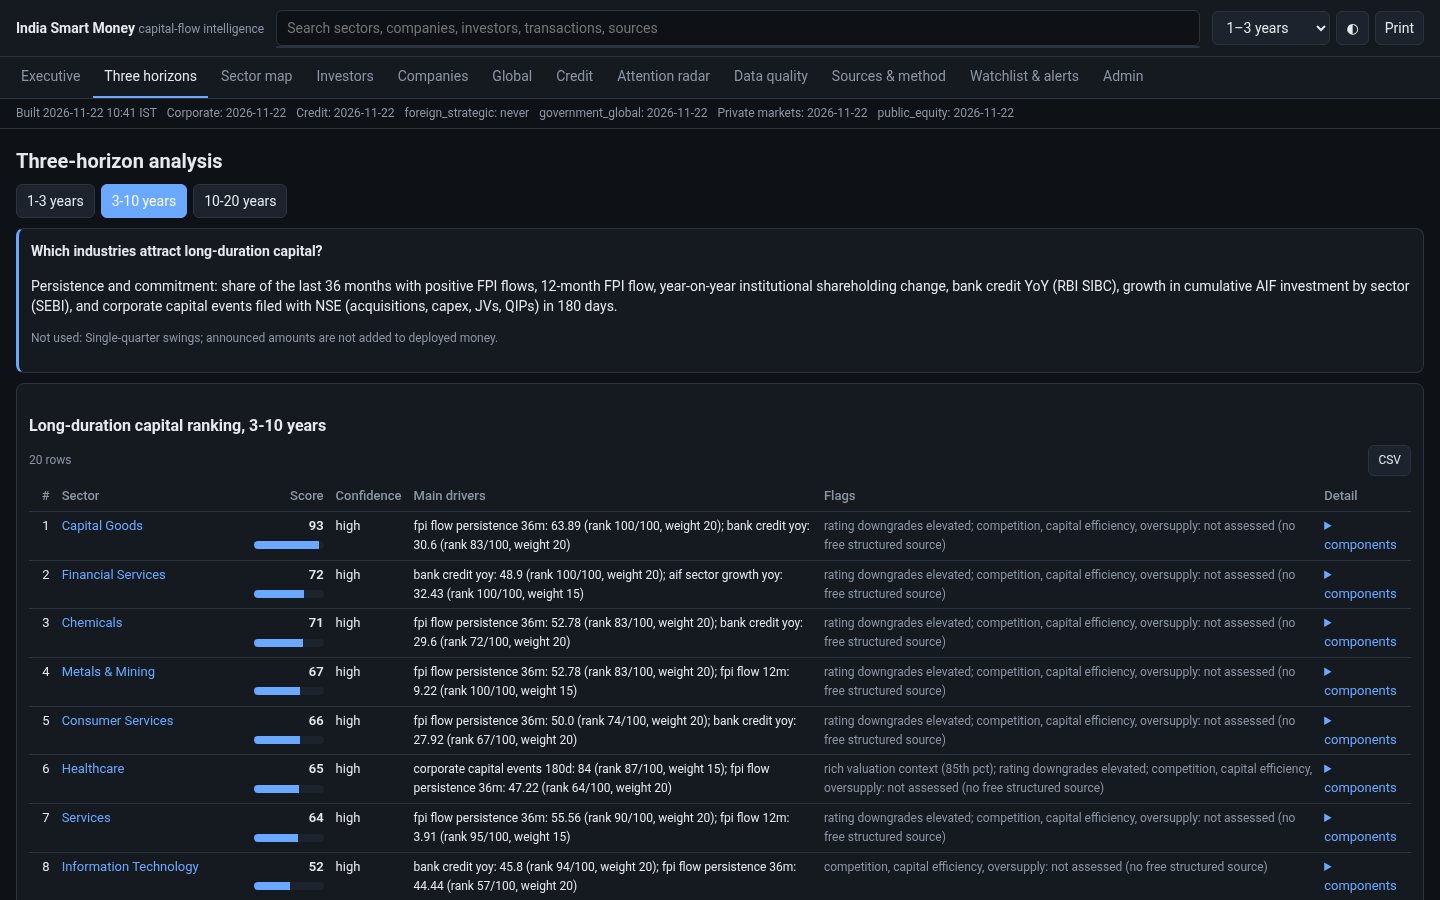 India Smart Money capital-flow intelligence
Search sectors, companies, investors, transactions, sources
1–3 years
Print
Executive Three horizons Sector map Investors Companies Global Credit Attention radar Data quality Sources & method Watchlist & alerts Admin
Built 2026-11-22 10:41 IST Corporate: 2026-11-22 Credit: 2026-11-22 foreign_strategic: never government_global: 2026-11-22 Private markets: 2026-11-22 public_equity: 2026-11-22
Three-horizon analysis
1-3 years 3-10 years 10-20 years
Which industries attract long-duration capital?
Persistence and commitment: share of the last 36 months with positive FPI flows, 12-month FPI flow, year-on-year institutional shareholding change, bank credit YoY (RBI SIBC), growth in cumulative AIF investment by sector
(SEBI), and corporate capital events filed with NSE (acquisitions, capex, JVs, QIPs) in 180 days.
Not used: Single-quarter swings; announced amounts are not added to deployed money.
Long-duration capital ranking, 3-10 years
20 rows
CSV
# Sector Score Confidence Main drivers Flags Detail
1 Capital Goods 93 high fpi flow persistence 36m: 63.89 (rank 100/100, weight 20); bank credit yoy: rating downgrades elevated; competition, capital efficiency, oversupply: not assessed (no
30.6 (rank 83/100, weight 20) free structured source) components
2 Financial Services 72 high bank credit yoy: 48.9 (rank 100/100, weight 20); aif sector growth yoy: rating downgrades elevated; competition, capital efficiency, oversupply: not assessed (no
32.43 (rank 100/100, weight 15) free structured source) components
3 Chemicals 71 high fpi flow persistence 36m: 52.78 (rank 83/100, weight 20); bank credit yoy: rating downgrades elevated; competition, capital efficiency, oversupply: not assessed (no
29.6 (rank 72/100, weight 20) free structured source) components
4 Metals & Mining 67 high fpi flow persistence 36m: 52.78 (rank 83/100, weight 20); fpi flow 12m: rating downgrades elevated; competition, capital efficiency, oversupply: not assessed (no
9.22 (rank 100/100, weight 15) free structured source) components
5 Consumer Services 66 high fpi flow persistence 36m: 50.0 (rank 74/100, weight 20); bank credit yoy: rating downgrades elevated; competition, capital efficiency, oversupply: not assessed (no
27.92 (rank 67/100, weight 20) free structured source) components
6 Healthcare 65 high corporate capital events 180d: 84 (rank 87/100, weight 15); fpi flow rich valuation context (85th pct); rating downgrades elevated; competition, capital efficiency,
persistence 36m: 47.22 (rank 64/100, weight 20) oversupply: not assessed (no free structured source) components
7 Services 64 high fpi flow persistence 36m: 55.56 (rank 90/100, weight 20); fpi flow 12m: rating downgrades elevated; competition, capital efficiency, oversupply: not assessed (no
3.91 (rank 95/100, weight 15) free structured source) components
8 Information Technology 52 high bank credit yoy: 45.8 (rank 94/100, weight 20); fpi flow persistence 36m: competition, capital efficiency, oversupply: not assessed (no free structured source)
44.44 (rank 57/100, weight 20) components